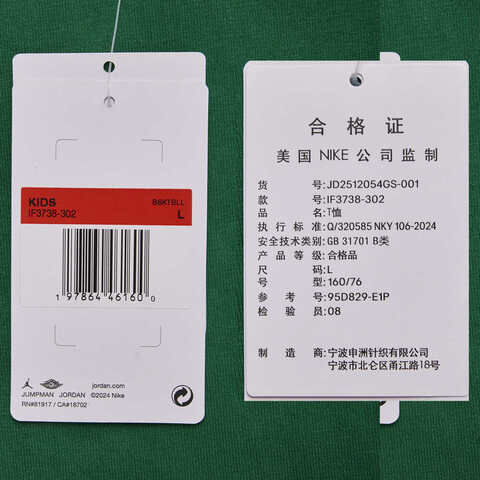 KIDS
BSKTBLL
IF3738-302
L
1 97864 46160 0
jordan.com
JUMPMAN JORDAN
©2024 Nike
RN#81917 / CA#18702
合格证
美国 NIKE 公司监制
货号:JD2512054GS-001
款号:IF3738-302
品名:T恤
执行标准:Q/320585 NKY 106-2024
安全技术类别:GB 31701 B类
产品等级:合格品
尺码:L
型号:160/76
参考号:95D829-E1P
检验员:08
制造商:宁波申洲针织有限公司
宁波市北仑区甬江路18号